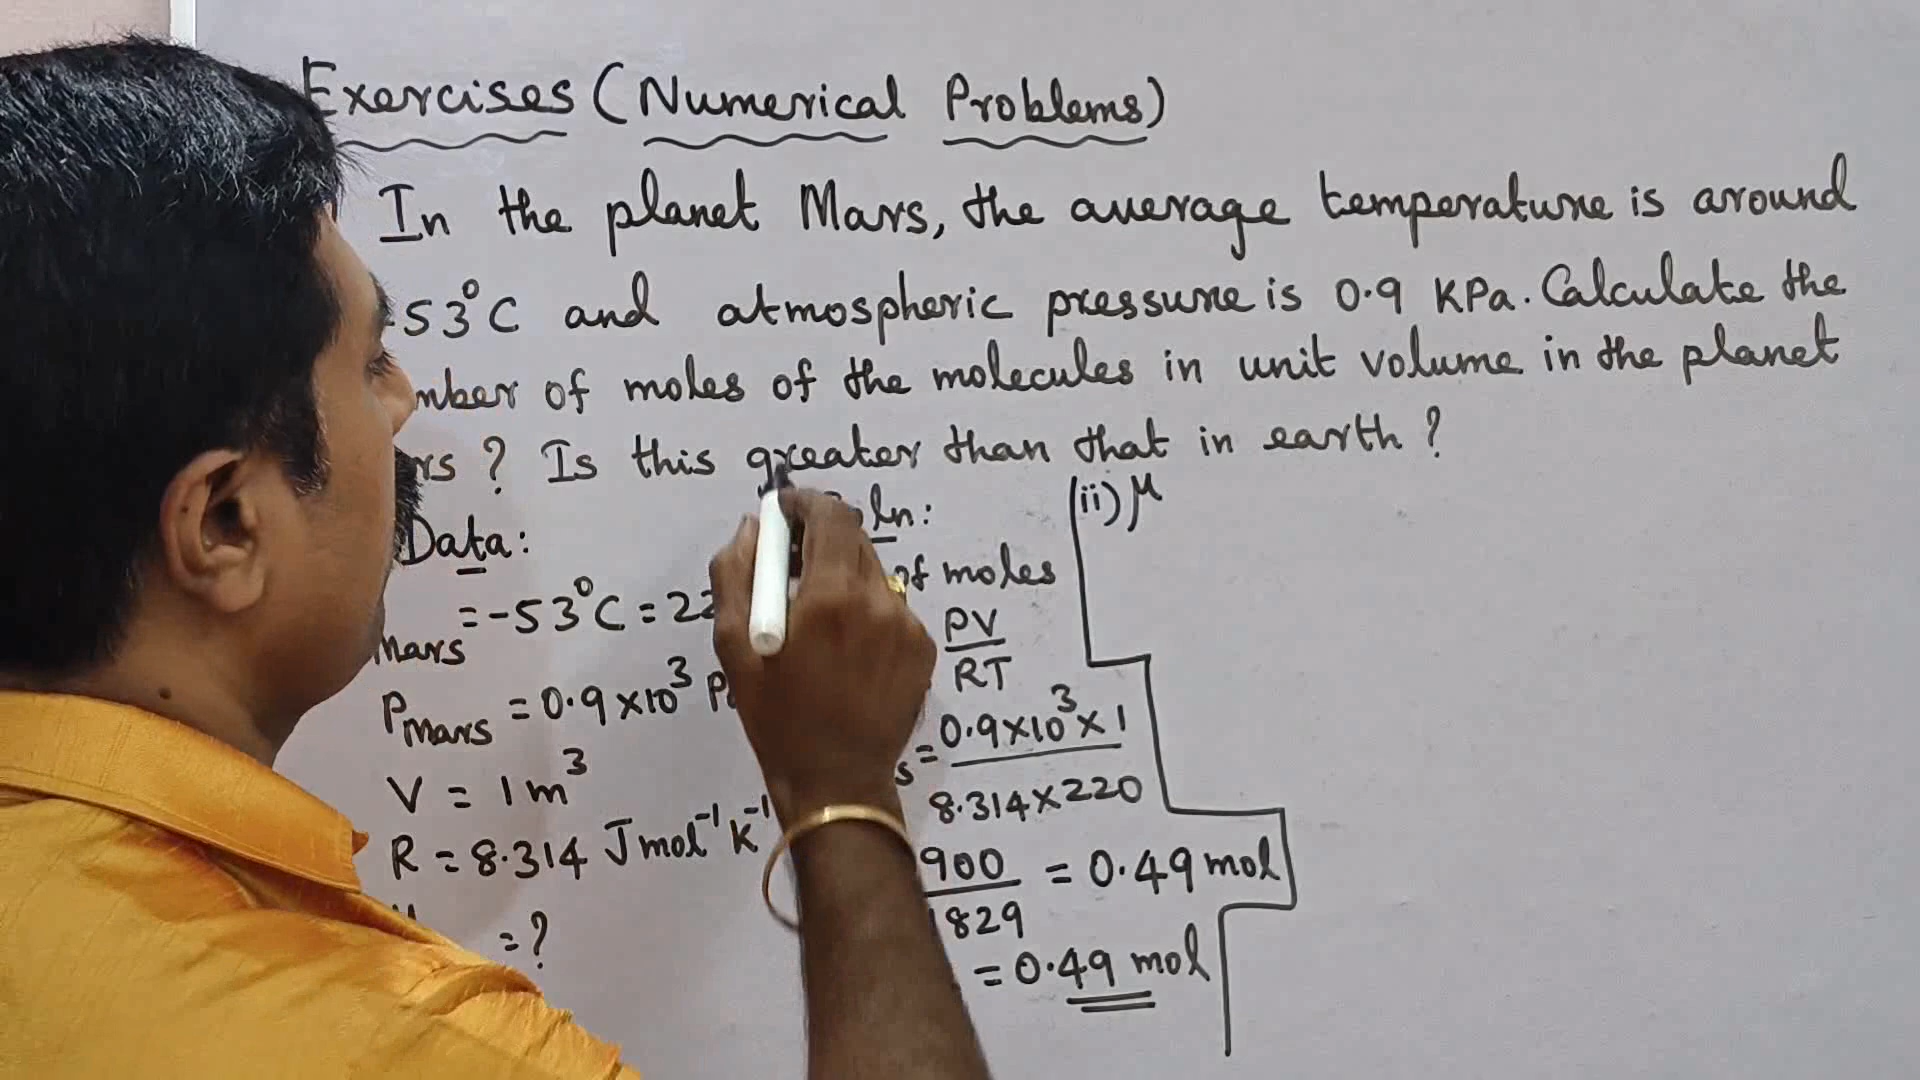 Exercises (Numerical Problems)
In the planet Mars, the average temperature is around
-53°C and atmospheric pressure is 0.9 KPa. Calculate the
of moles of the molecules in unit volume in the planet
? Is this greater than that in earth ?
Data:
= -53°C = 22
Mars
P Mars = 0.9 × 10³ Pa
V = 1 m³
R = 8.314 J mol⁻¹ K⁻¹
= ?
ln:
of moles
PV
RT
= 0.9 × 10³ × 1
8.314 × 220
900 = 0.49 mol
1829
= 0.49 mol
(ii) μ